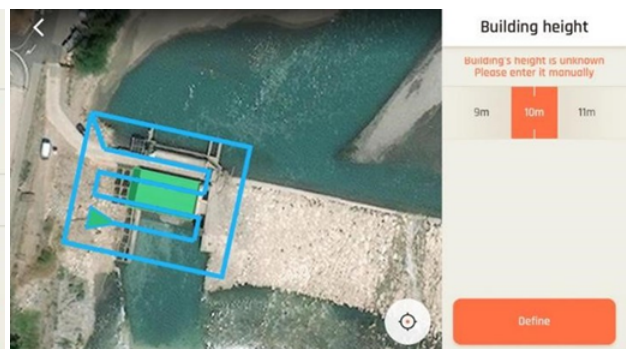 Building height
Building's height is unknown
Please enter it manually
9m
10m
11m
Define